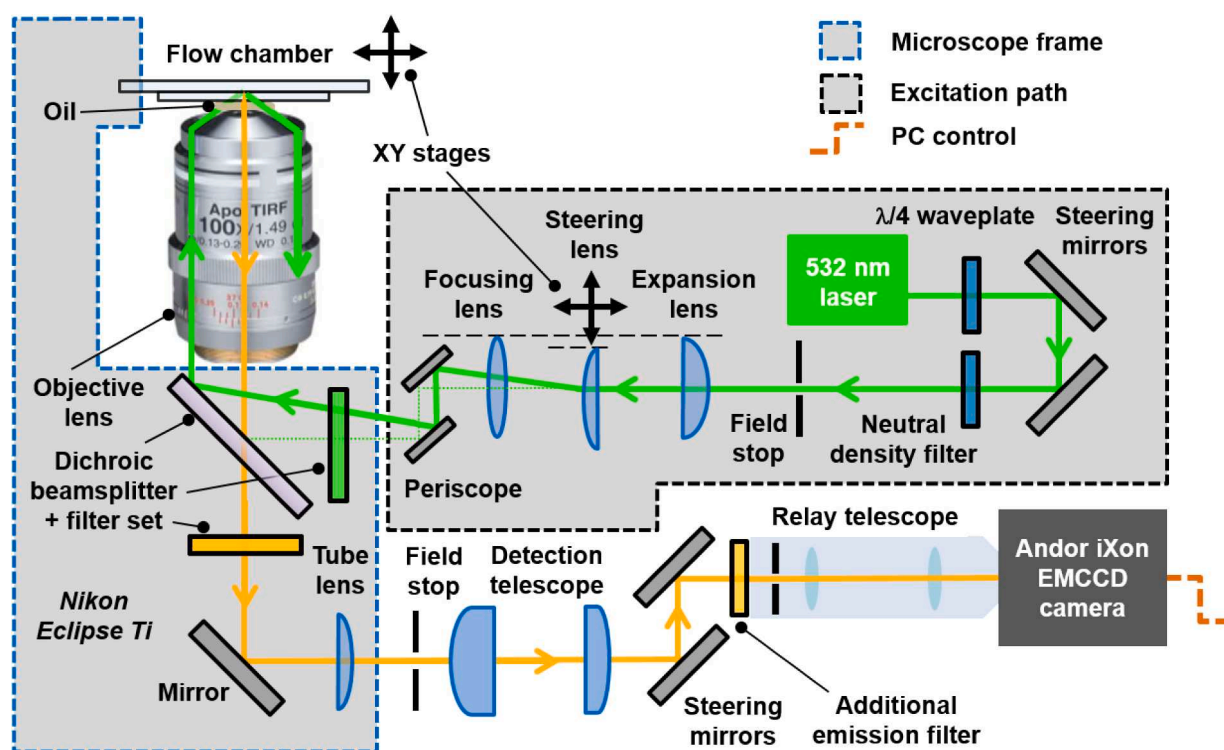 Flow chamber
Oil
XY stages
Microscope frame
Excitation path
PC control
Apo TIRF
100x/1.49
WD
Steering
lens
Focusing
lens
Expansion
lens
532 nm
laser
λ/4 waveplate
Steering
mirrors
Objective
lens
Periscope
Field
stop
Neutral
density filter
Dichroic
beamsplitter
+ filter set
Tube
lens
Field
stop
Detection
telescope
Relay telescope
Andor iXon
EMCCD
camera
Nikon
Eclipse Ti
Mirror
Steering
mirrors
Additional
emission filter